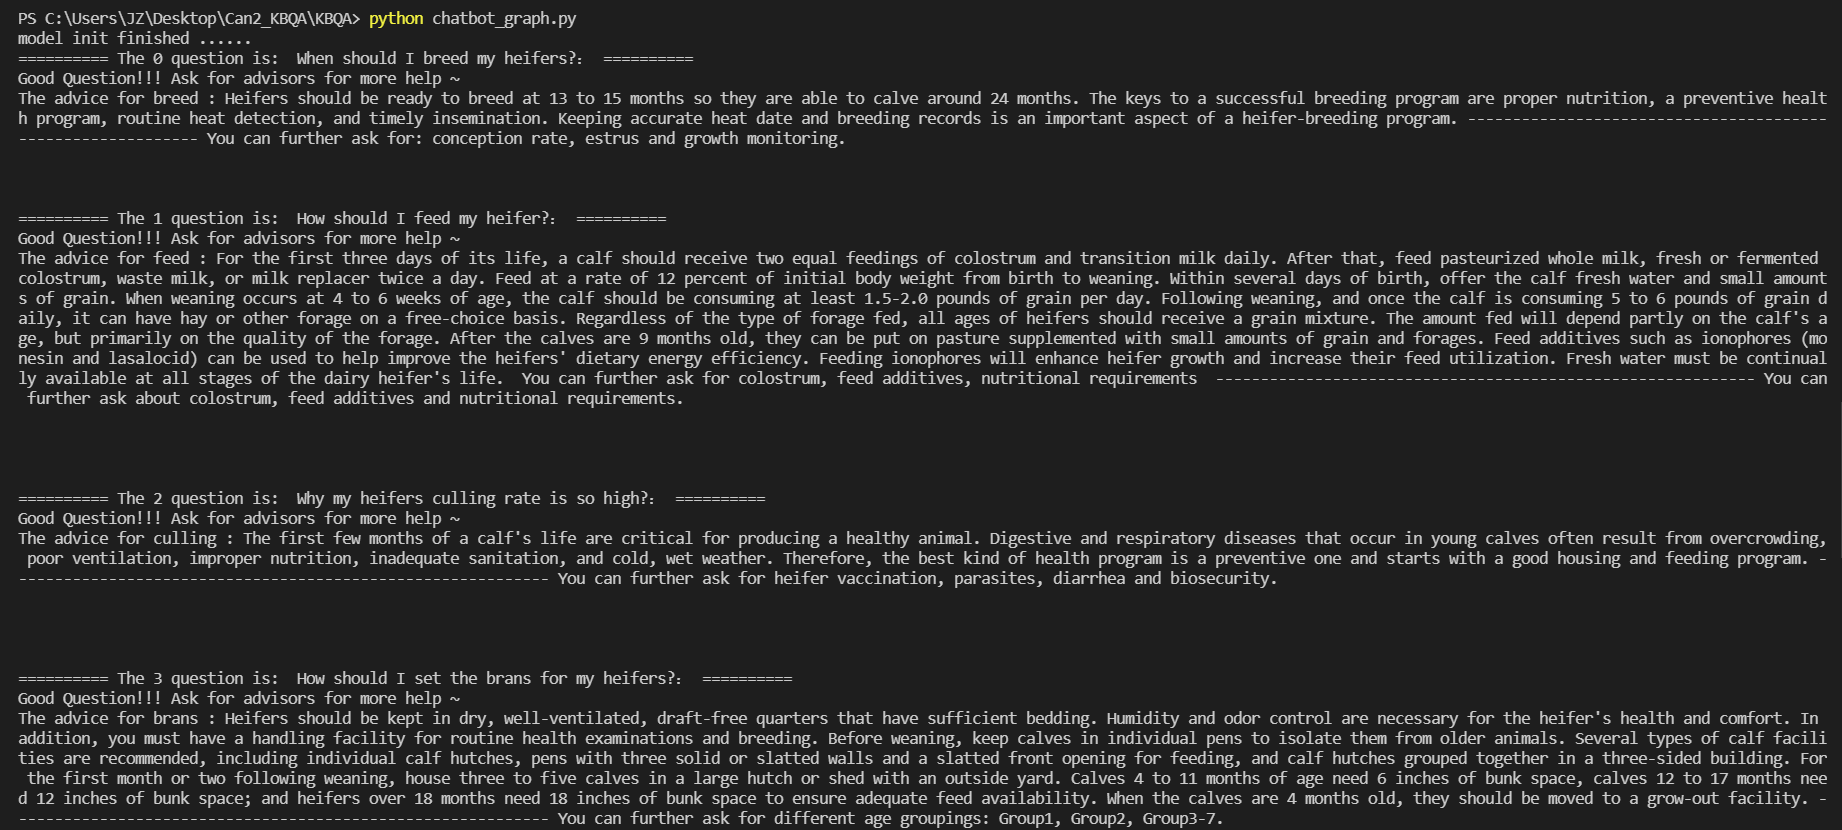 PS C:\Users\JZ\Desktop\Can2_KBQA\KBQA> python chatbot_graph.py
model init finished ......
========== The 0 question is:  When should I breed my heifers?:  ==========
Good Question!!! Ask for advisors for more help ~
The advice for breed : Heifers should be ready to breed at 13 to 15 months so they are able to calve around 24 months. The keys to a successful breeding program are proper nutrition, a preventive healt
h program, routine heat detection, and timely insemination. Keeping accurate heat date and breeding records is an important aspect of a heifer-breeding program. ----------------------------------------
-------------------- You can further ask for: conception rate, estrus and growth monitoring.
========== The 1 question is:  How should I feed my heifer?:  ==========
Good Question!!! Ask for advisors for more help ~
The advice for feed : For the first three days of its life, a calf should receive two equal feedings of colostrum and transition milk daily. After that, feed pasteurized whole milk, fresh or fermented
colostrum, waste milk, or milk replacer twice a day. Feed at a rate of 12 percent of initial body weight from birth to weaning. Within several days of birth, offer the calf fresh water and small amount
s of grain. When weaning occurs at 4 to 6 weeks of age, the calf should be consuming at least 1.5-2.0 pounds of grain per day. Following weaning, and once the calf is consuming 5 to 6 pounds of grain d
aily, it can have hay or other forage on a free-choice basis. Regardless of the type of forage fed, all ages of heifers should receive a grain mixture. The amount fed will depend partly on the calf's a
ge, but primarily on the quality of the forage. After the calves are 9 months old, they can be put on pasture supplemented with small amounts of grain and forages. Feed additives such as ionophores (mo
nesin and lasalocid) can be used to help improve the heifers' dietary energy efficiency. Feeding ionophores will enhance heifer growth and increase their feed utilization. Fresh water must be continual
ly available at all stages of the dairy heifer's life.  You can further ask for colostrum, feed additives, nutritional requirements  ------------------------------------------------------------ You can
 further ask about colostrum, feed additives and nutritional requirements.
========== The 2 question is:  Why my heifers culling rate is so high?:  ==========
Good Question!!! Ask for advisors for more help ~
The advice for culling : The first few months of a calf's life are critical for producing a healthy animal. Digestive and respiratory diseases that occur in young calves often result from overcrowding,
 poor ventilation, improper nutrition, inadequate sanitation, and cold, wet weather. Therefore, the best kind of health program is a preventive one and starts with a good housing and feeding program. -
----------------------------------------------------------- You can further ask for heifer vaccination, parasites, diarrhea and biosecurity.
========== The 3 question is:  How should I set the brans for my heifers?:  ==========
Good Question!!! Ask for advisors for more help ~
The advice for brans : Heifers should be kept in dry, well-ventilated, draft-free quarters that have sufficient bedding. Humidity and odor control are necessary for the heifer's health and comfort. In
addition, you must have a handling facility for routine health examinations and breeding. Before weaning, keep calves in individual pens to isolate them from older animals. Several types of calf facili
ties are recommended, including individual calf hutches, pens with three solid or slatted walls and a slatted front opening for feeding, and calf hutches grouped together in a three-sided building. For
 the first month or two following weaning, house three to five calves in a large hutch or shed with an outside yard. Calves 4 to 11 months of age need 6 inches of bunk space, calves 12 to 17 months nee
d 12 inches of bunk space; and heifers over 18 months need 18 inches of bunk space to ensure adequate feed availability. When the calves are 4 months old, they should be moved to a grow-out facility. -
----------------------------------------------------------- You can further ask for different age groupings: Group1, Group2, Group3-7.